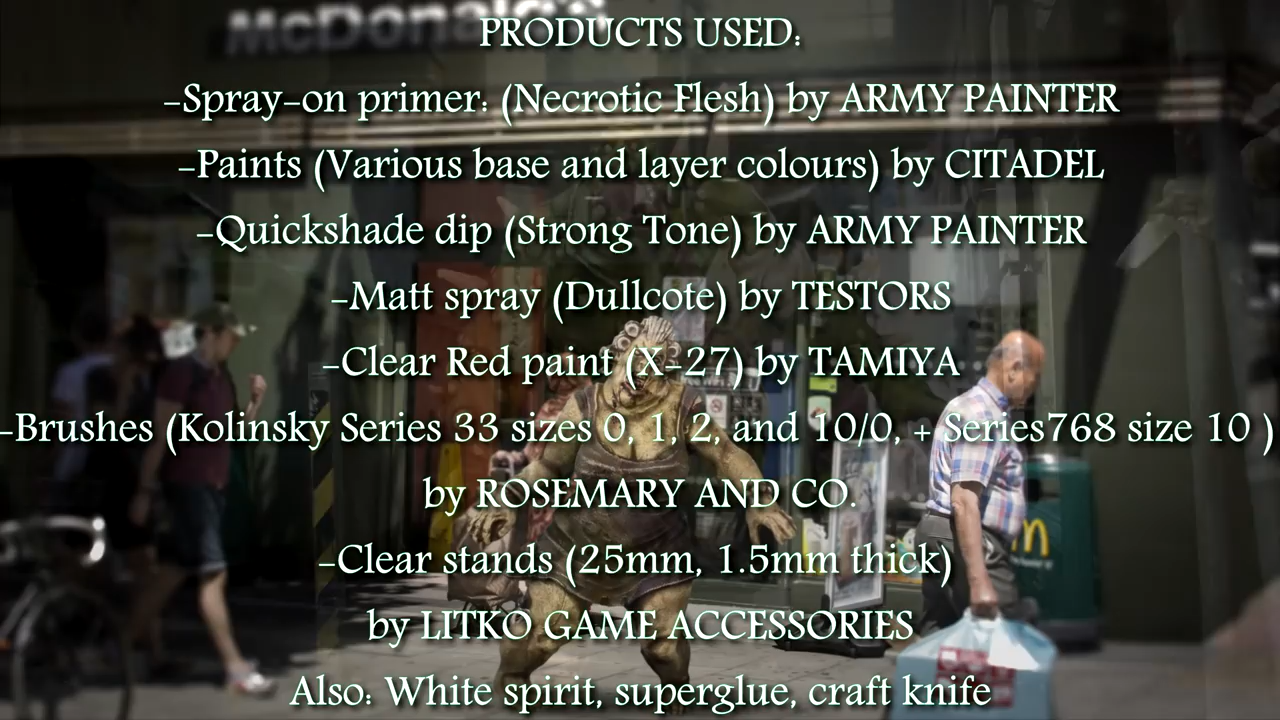 McDonald's
PRODUCTS USED:
-Spray-on primer: (Necrotic Flesh) by ARMY PAINTER
-Paints (Various base and layer colours) by CITADEL
-Quickshade dip (Strong Tone) by ARMY PAINTER
-Matt spray (Dullcote) by TESTORS
-Clear Red paint (X-27) by TAMIYA
-Brushes (Kolinsky Series 33 sizes 0, 1, 2, and 10/0, + Series768 size 10 )
by ROSEMARY AND CO.
-Clear stands (25mm, 1.5mm thick)
by LITKO GAME ACCESSORIES
Also: White spirit, superglue, craft knife